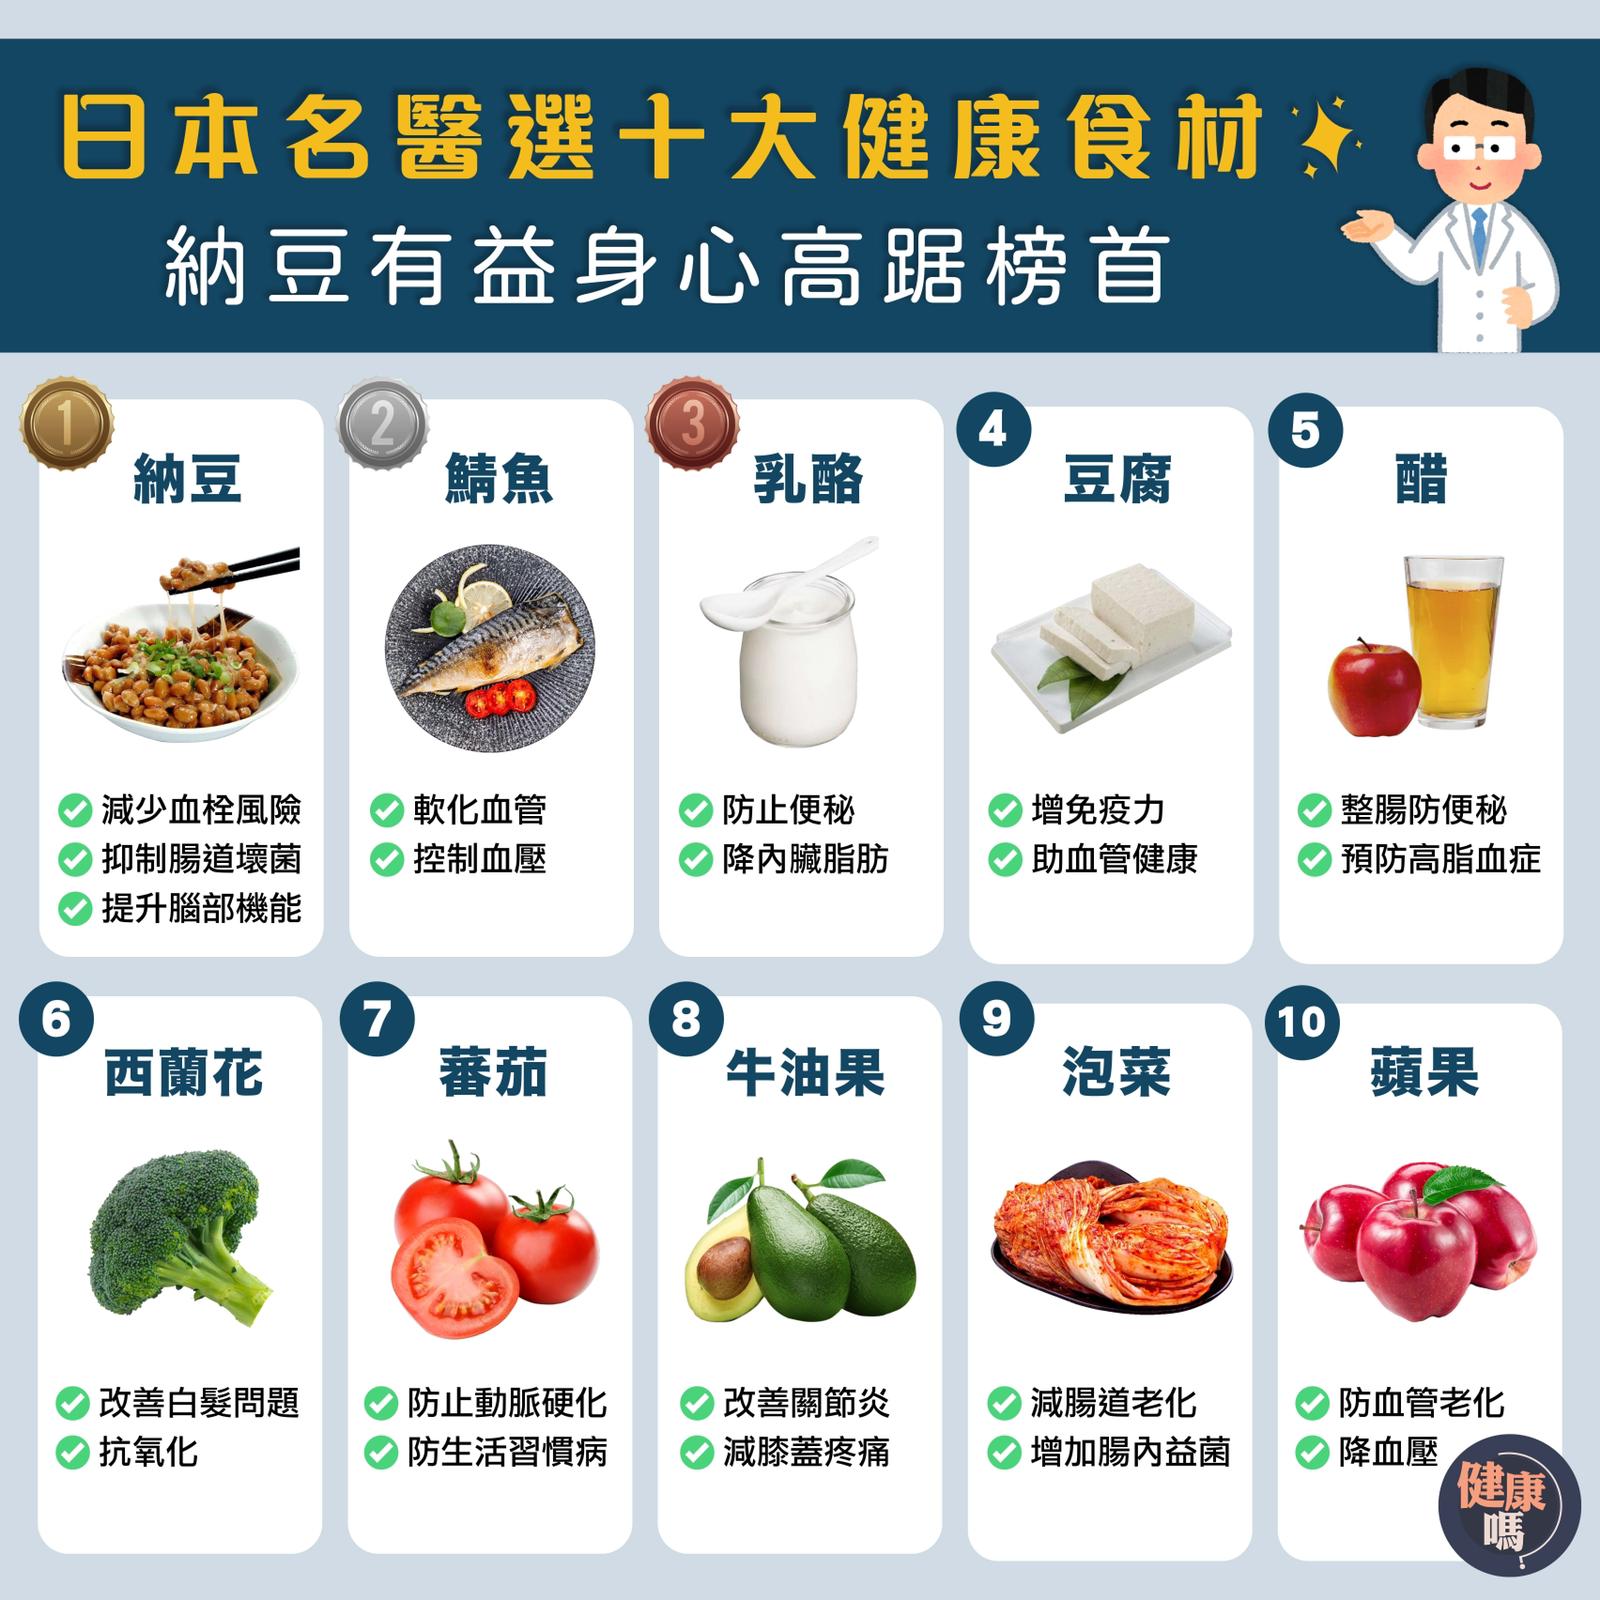 日本名醫選十大健康食材
納豆有益身心高踞榜首
1
納豆
減少血栓風險
抑制腸道壞菌
提升腦部機能
2
鯖魚
軟化血管
控制血壓
3
乳酪
防止便秘
降內臟脂肪
4
豆腐
增免疫力
助血管健康
5
醋
整腸防便秘
預防高脂血症
6
西蘭花
改善白髮問題
抗氧化
7
蕃茄
防止動脈硬化
防生活習慣病
8
牛油果
改善關節炎
減膝蓋疼痛
9
泡菜
減腸道老化
增加腸內益菌
10
蘋果
防血管老化
降血壓
健康
嗎?